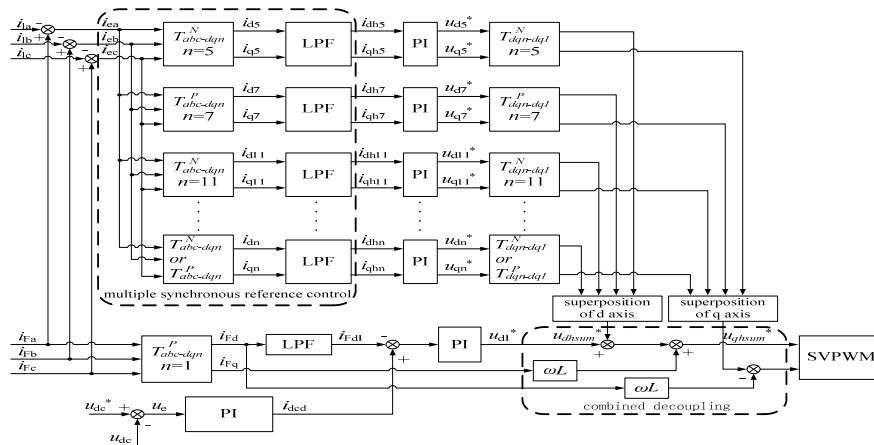 i_la i_ea T^N_abc-dqn n=5 i_d5 LPF i_dh5 PI u_d5* T^N_dqn-dq1 n=5
i_lb i_eb
i_lc i_ec i_q5 i_qh5 u_q5*
T^N_abc-dqn n=7 i_d7 LPF i_dh7 PI u_d7* T^P_dqn-dq1 n=7
i_q7 i_qh7 u_q7*
T^N_abc-dqn n=11 i_d11 LPF i_dh11 PI u_d11* T^N_dqn-dq1 n=11
i_q11 i_qh11 u_q11*
T^N_abc-dqn or T^P_abc-dqn i_dn LPF i_dhn PI u_dn* T^N_dqn-dq1 or T^P_dqn-dq1
i_qn i_qhn u_qn*
multiple synchronous reference control
superposition of d axis
superposition of q axis
i_Fa T^P_abc-dqn n=1 i_Fd LPF i_Fd1 PI u_d1* u_dhsum* u_qhsum* SVPWM
i_Fb
i_Fc i_Fq ωL
ωL
combined decoupling
u_dc* u_e PI i_dcd
u_dc